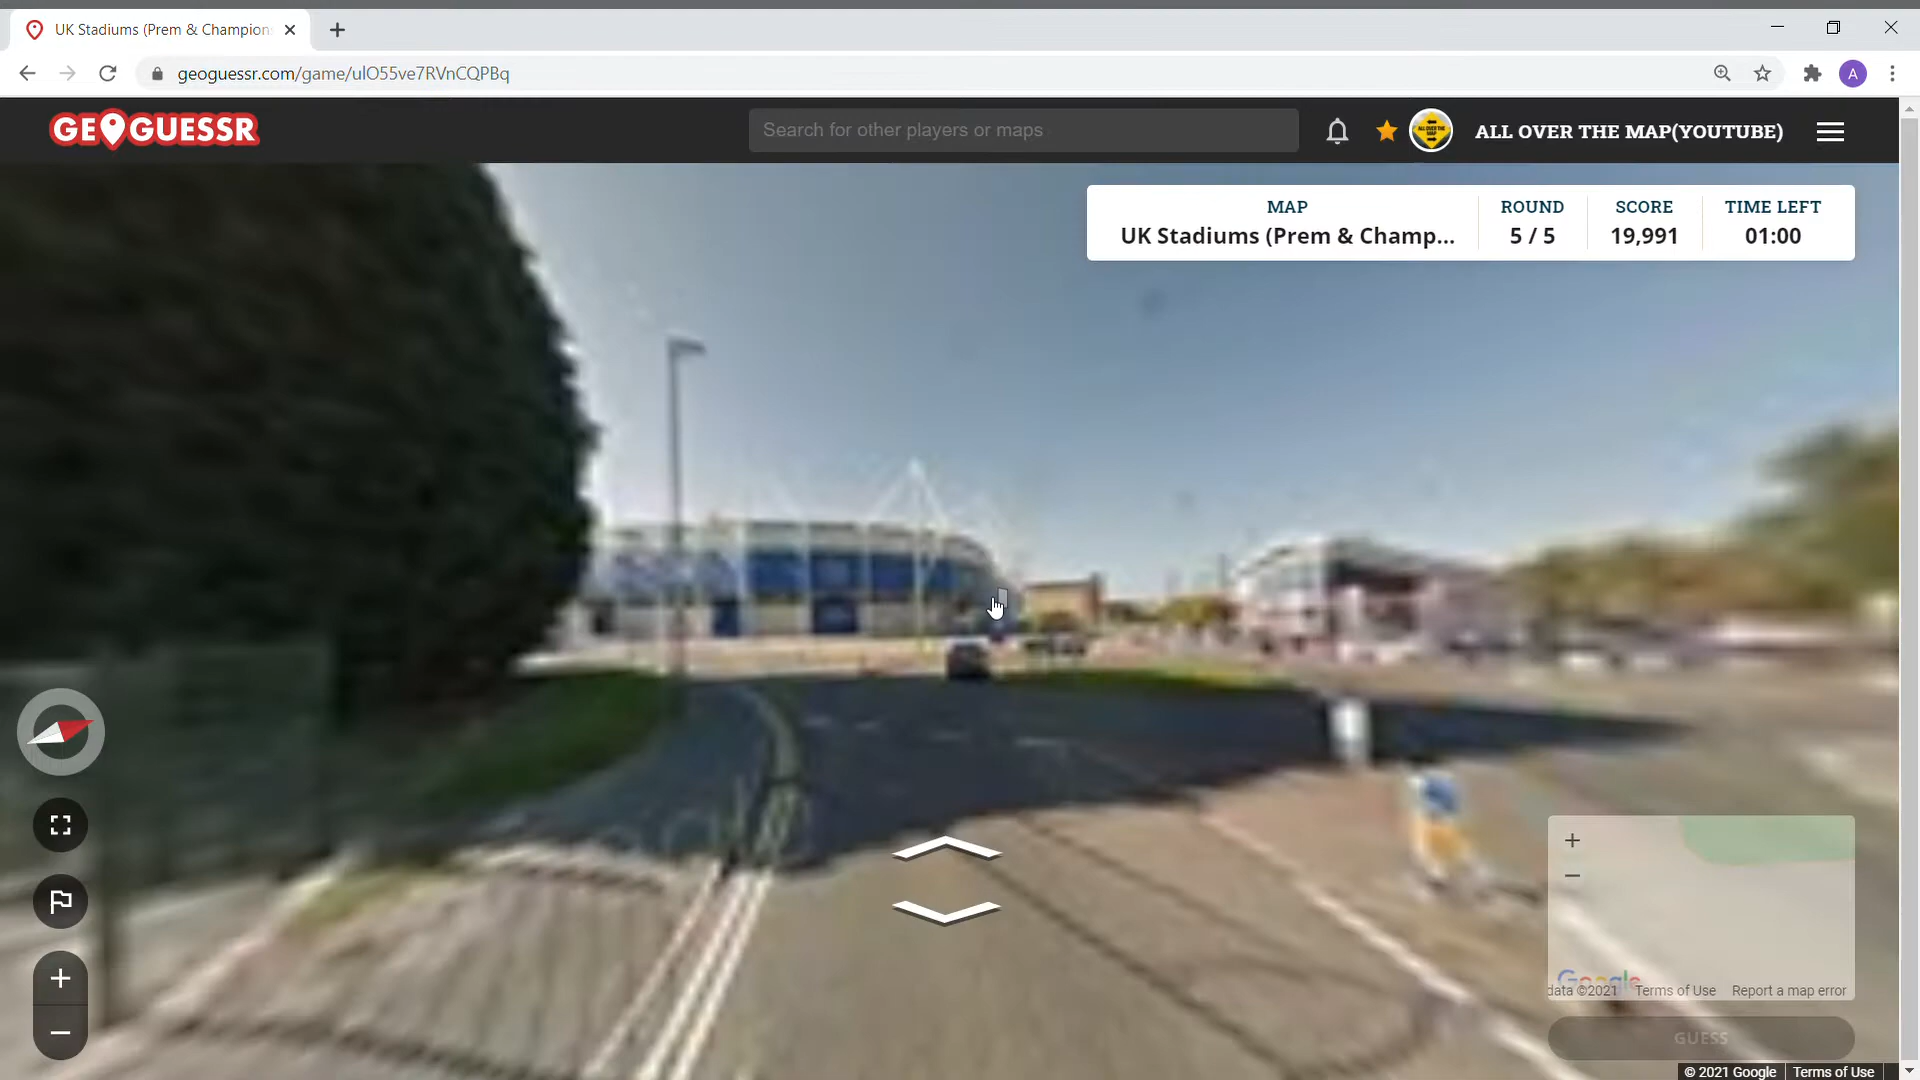 UK Stadiums (Prem & Champion
geoguessr.com/game/ulO55ve7RVnCQPBq
A
GEOGUESSR
Search for other players or maps
ALL OVER THE MAP(YOUTUBE)
MAP
ROUND
SCORE
TIME LEFT
UK Stadiums (Prem & Champ...
5 / 5
19,991
01:00
Google
data ©2021
Terms of Use
Report a map error
GUESS
© 2021 Google
Terms of Use